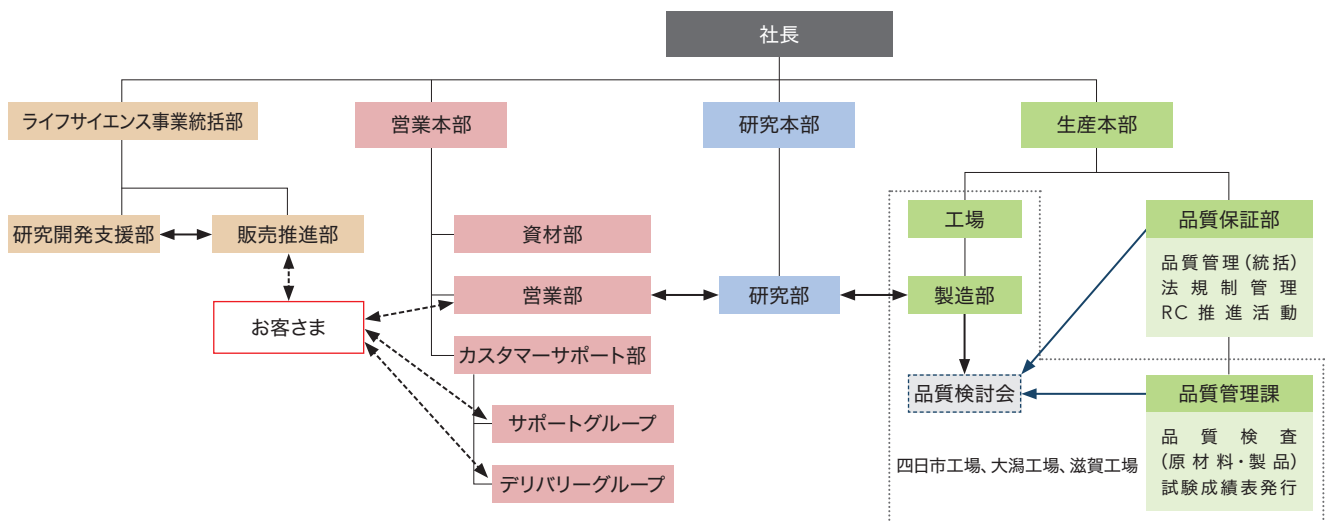 社長
ライフサイエンス事業統括部
営業本部
研究本部
生産本部
研究開発支援部
販売推進部
資材部
工場
品質保証部
品質管理(統括)
法規制管理
RC推進活動
お客さま
営業部
研究部
製造部
カスタマーサポート部
品質検討会
品質管理課
品質検査
(原材料・製品)
試験成績表発行
サポートグループ
デリバリーグループ
四日市工場、大潟工場、滋賀工場